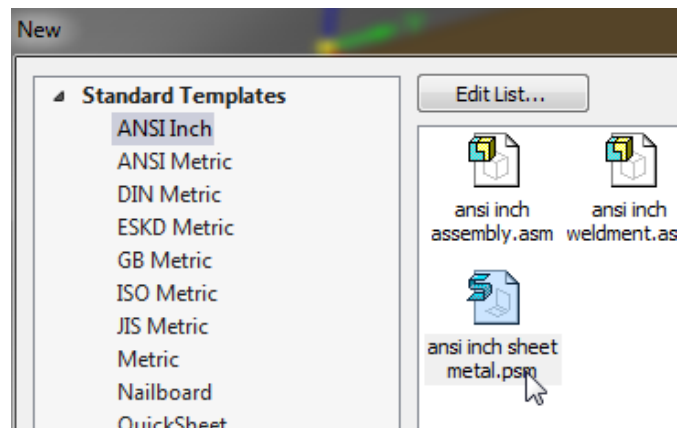 New
Standard Templates
ANSI Inch
ANSI Metric
DIN Metric
ESKD Metric
GB Metric
ISO Metric
JIS Metric
Metric
Nailboard
QuickSheet
Edit List...
ansi inch
assembly.asm
ansi inch
weldment.as
ansi inch sheet
metal.psm